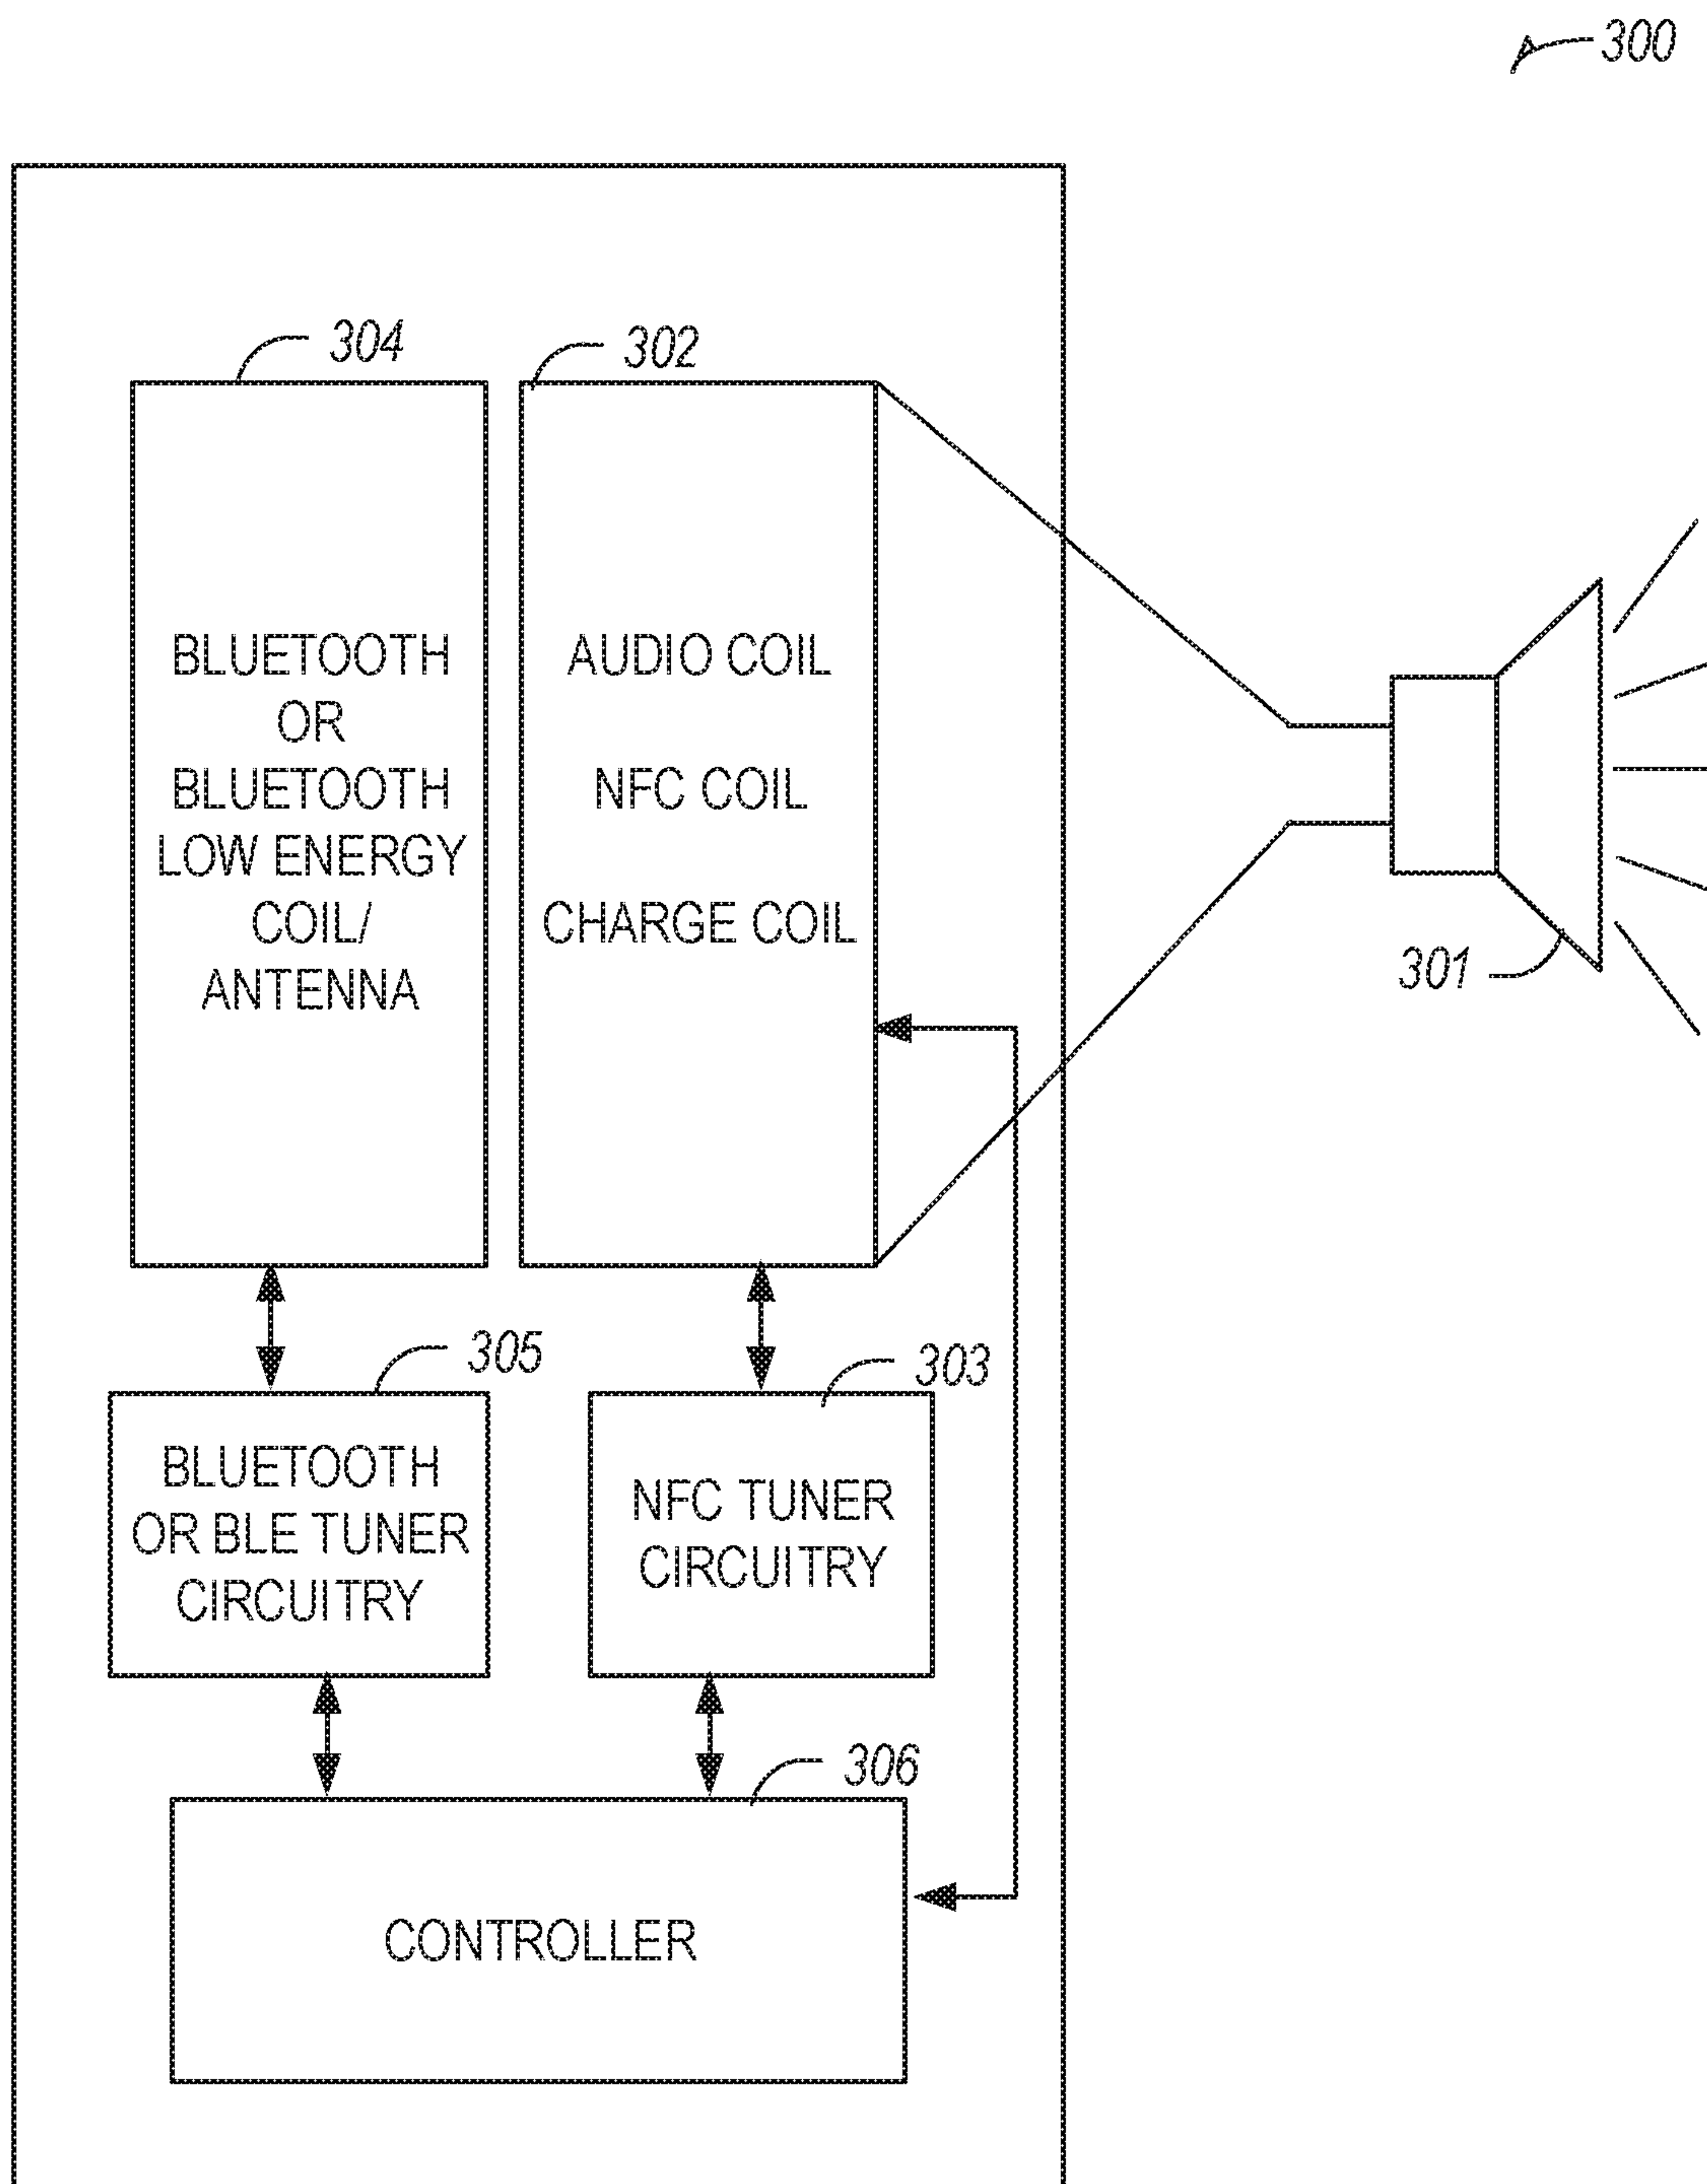 300
304
302
BLUETOOTH
OR
BLUETOOTH
LOW ENERGY
COIL/
ANTENNA
AUDIO COIL
NFC COIL
CHARGE COIL
301
305
303
BLUETOOTH
OR BLE TUNER
CIRCUITRY
NFC TUNER
CIRCUITRY
306
CONTROLLER